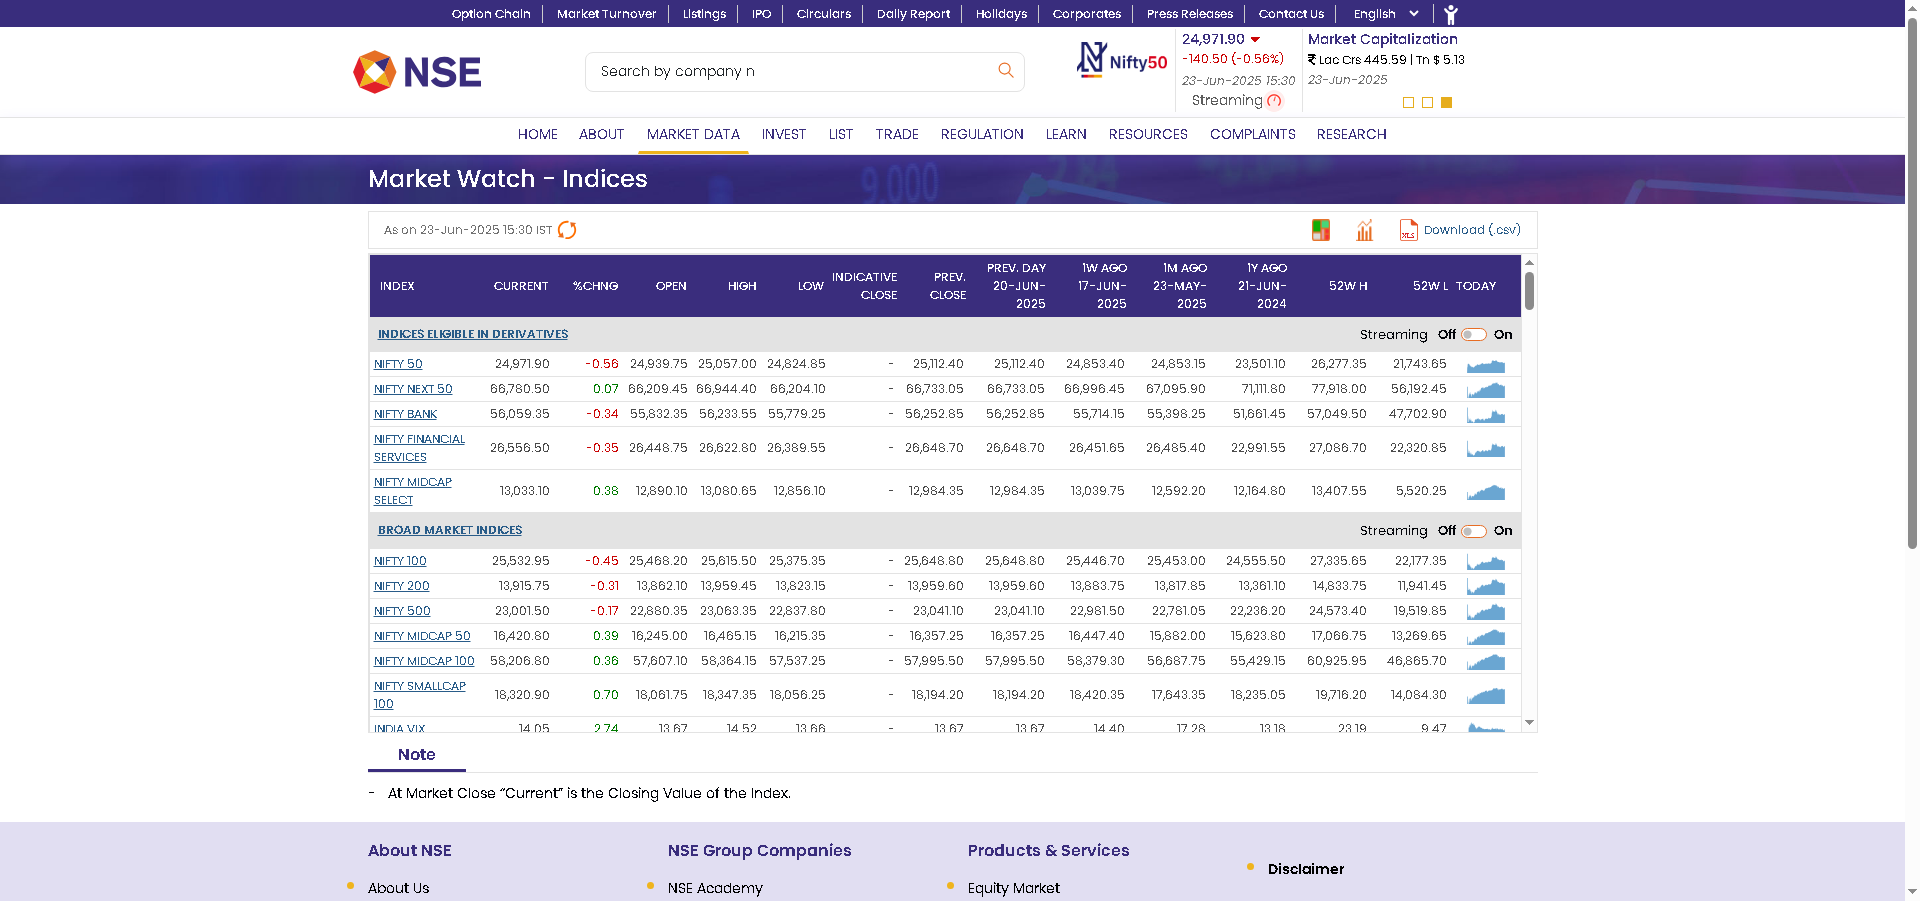 Option Chain Market Turnover Listings IPO Circulars Daily Report Holidays Corporates Press Releases Contact Us English
NSE
Search by company n
Nifty50
24,971.90
-140.50 (-0.56%)
23-Jun-2025 15:30
Streaming
Market Capitalization
₹ Lac Crs 445.59 | Tn $ 5.13
23-Jun-2025
HOME ABOUT MARKET DATA INVEST LIST TRADE REGULATION LEARN RESOURCES COMPLAINTS RESEARCH
Market Watch - Indices
9,000
As on 23-Jun-2025 15:30 IST
XLS Download (.csv)
INDEX CURRENT %CHNG OPEN HIGH LOW INDICATIVE CLOSE PREV. CLOSE PREV. DAY 20-JUN-2025 1W AGO 17-JUN-2025 1M AGO 23-MAY-2025 1Y AGO 21-JUN-2024 52W H 52W L TODAY
INDICES ELIGIBLE IN DERIVATIVES Streaming Off On
NIFTY 50 24,971.90 -0.56 24,939.75 25,057.00 24,824.85 - 25,112.40 25,112.40 24,853.40 24,853.15 23,501.10 26,277.35 21,743.65
NIFTY NEXT 50 66,780.50 0.07 66,209.45 66,944.40 66,204.10 - 66,733.05 66,733.05 66,996.45 67,095.90 71,111.80 77,918.00 56,192.45
NIFTY BANK 56,059.35 -0.34 55,832.35 56,233.55 55,779.25 - 56,252.85 56,252.85 55,714.15 55,398.25 51,661.45 57,049.50 47,702.90
NIFTY FINANCIAL SERVICES 26,556.50 -0.35 26,448.75 26,622.80 26,389.55 - 26,648.70 26,648.70 26,451.65 26,485.40 22,991.55 27,086.70 22,320.85
NIFTY MIDCAP SELECT 13,033.10 0.38 12,890.10 13,080.65 12,856.10 - 12,984.35 12,984.35 13,039.75 12,592.20 12,164.80 13,407.55 5,520.25
BROAD MARKET INDICES Streaming Off On
NIFTY 100 25,532.95 -0.45 25,468.20 25,615.50 25,375.35 - 25,648.80 25,648.80 25,446.70 25,453.00 24,555.50 27,335.65 22,177.35
NIFTY 200 13,915.75 -0.31 13,862.10 13,959.45 13,823.15 - 13,959.60 13,959.60 13,883.75 13,817.85 13,361.10 14,833.75 11,941.45
NIFTY 500 23,001.50 -0.17 22,880.35 23,063.35 22,837.80 - 23,041.10 23,041.10 22,981.50 22,781.05 22,236.20 24,573.40 19,519.85
NIFTY MIDCAP 50 16,420.80 0.39 16,245.00 16,465.15 16,215.35 - 16,357.25 16,357.25 16,447.40 15,882.00 15,623.80 17,066.75 13,269.65
NIFTY MIDCAP 100 58,206.80 0.36 57,607.10 58,364.15 57,537.25 - 57,995.50 57,995.50 58,379.30 56,687.75 55,429.15 60,925.95 46,865.70
NIFTY SMALLCAP 100 18,320.90 0.70 18,061.75 18,347.35 18,056.25 - 18,194.20 18,194.20 18,420.35 17,643.35 18,235.05 19,716.20 14,084.30
INDIA VIX 14.05 2.74 13.67 14.52 13.66 - 13.67 13.67 14.40 17.28 13.18 23.19 9.47
Note
- At Market Close “Current” is the Closing Value of the Index.
About NSE NSE Group Companies Products & Services
Disclaimer
About Us NSE Academy Equity Market